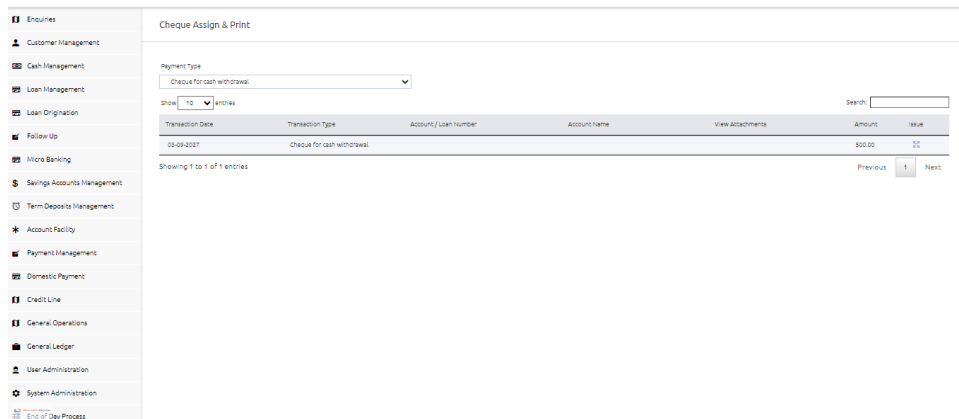 Enquiries
Customer Management
Cash Management
Loan Management
Loan Origination
Follow Up
Micro Banking
Savings Accounts Management
Term Deposits Management
Account Facility
Payment Management
Domestic Payment
Credit Line
General Operations
General Ledger
User Administration
System Administration
End of Day Process
Cheque Assign & Print
Payment Type
Cheque for cash withdrawal
Show 10 entries
Search:
Transaction Date Transaction Type Account / Loan Number Account Name View Attachments Amount Issue
03-09-2027 Cheque for cash withdrawal 500.00
Showing 1 to 1 of 1 entries
Previous 1 Next